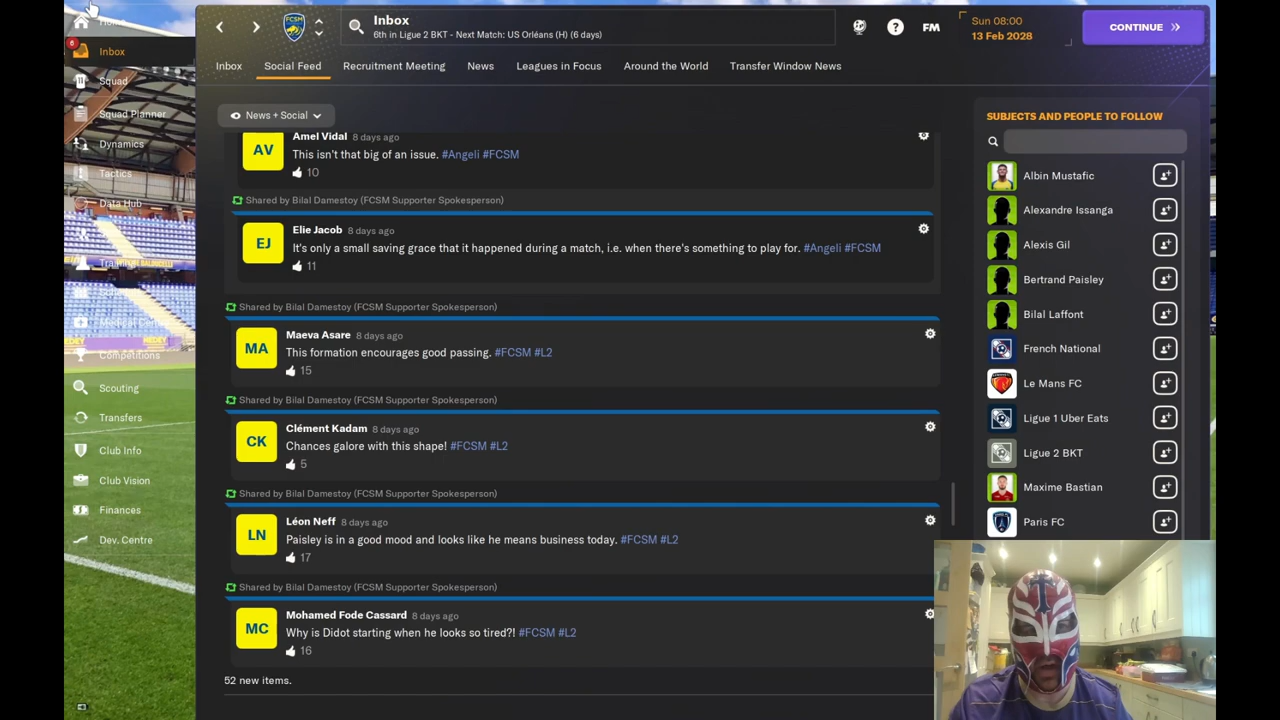 Home
6
Inbox
Squad
Squad Planner
Dynamics
Tactics
Data Hub
Competitions
Scouting
Transfers
Club Info
Club Vision
Finances
Dev. Centre
FCSM
Inbox
6th in Ligue 2 BKT - Next Match: US Orléans (H) (6 days)
?
FM
Sun 08:00
13 Feb 2028
CONTINUE
Inbox
Social Feed
Recruitment Meeting
News
Leagues in Focus
Around the World
Transfer Window News
News + Social
AV
Amel Vidal 8 days ago
This isn't that big of an issue. #Angeli #FCSM
10
Shared by Bilal Damestoy (FCSM Supporter Spokesperson)
EJ
Elie Jacob 8 days ago
It's only a small saving grace that it happened during a match, i.e. when there's something to play for. #Angeli #FCSM
11
Shared by Bilal Damestoy (FCSM Supporter Spokesperson)
MA
Maeva Asare 8 days ago
This formation encourages good passing. #FCSM #L2
15
Shared by Bilal Damestoy (FCSM Supporter Spokesperson)
CK
Clément Kadam 8 days ago
Chances galore with this shape! #FCSM #L2
5
Shared by Bilal Damestoy (FCSM Supporter Spokesperson)
LN
Léon Neff 8 days ago
Paisley is in a good mood and looks like he means business today. #FCSM #L2
17
Shared by Bilal Damestoy (FCSM Supporter Spokesperson)
MC
Mohamed Fode Cassard 8 days ago
Why is Didot starting when he looks so tired?! #FCSM #L2
16
52 new items.
SUBJECTS AND PEOPLE TO FOLLOW
Albin Mustafic
Alexandre Issanga
Alexis Gil
Bertrand Paisley
Bilal Laffont
French National
Le Mans FC
Ligue 1 Uber Eats
Ligue 2 BKT
Maxime Bastian
Paris FC